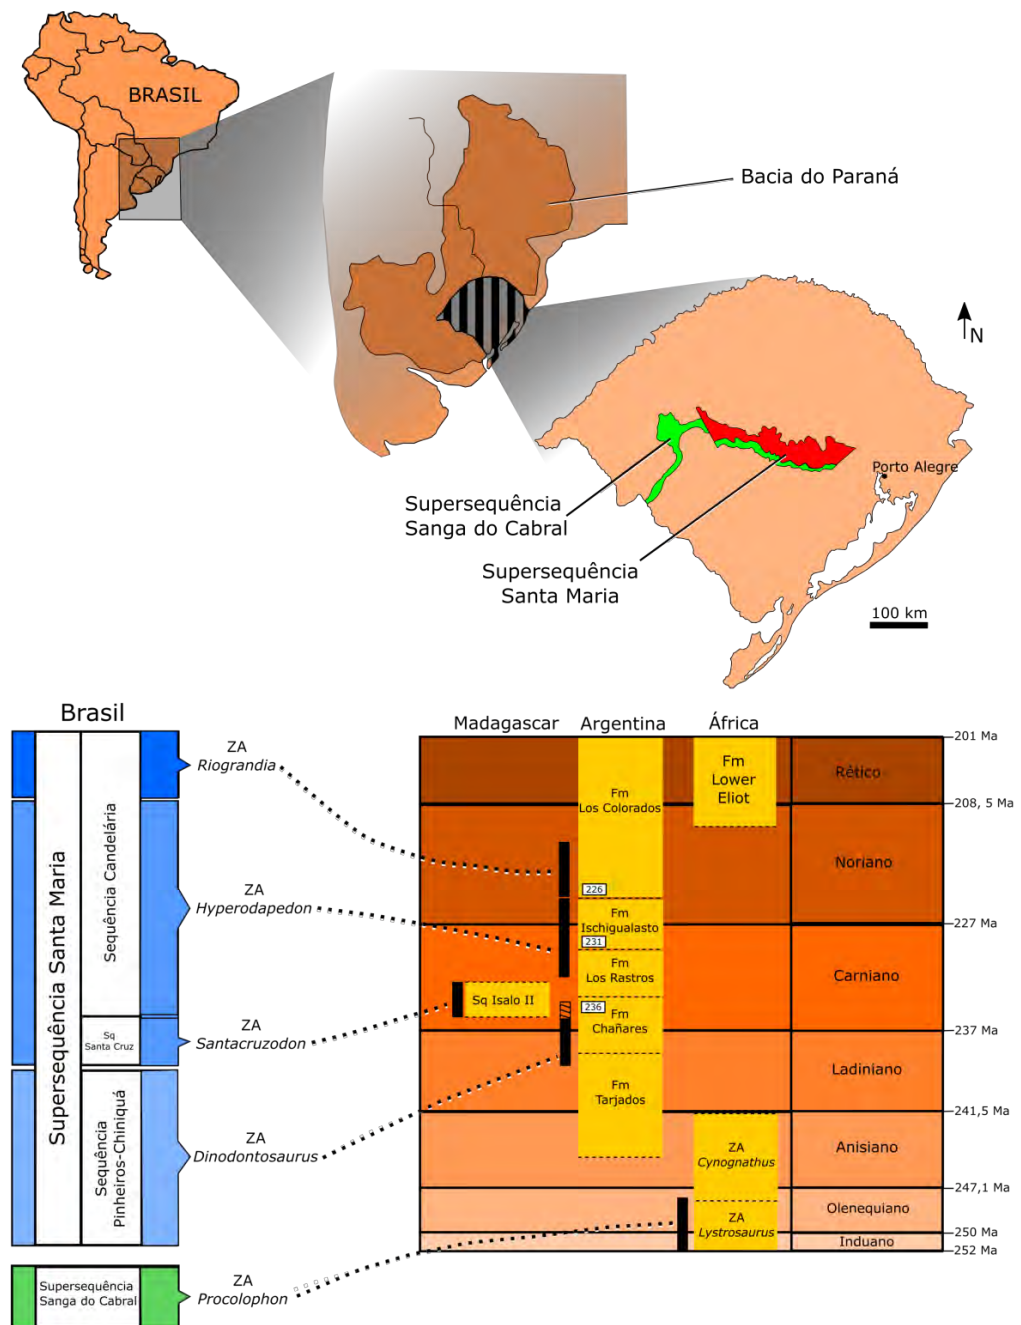 BRASIL
Bacia do Paraná
N
Porto Alegre
Supersequência
Sanga do Cabral
Supersequência
Santa Maria
100 km
Brasil
Supersequência Santa Maria
Sequência Candelária
Sq
Santa Cruz
Sequência
Pinheiros-Chiniquá
Supersequência
Sanga do Cabral
ZA
Riograndia
ZA
Hyperodapedon
ZA
Santacruzodon
ZA
Dinodontosaurus
ZA
Procolophon
Madagascar
Argentina
África
Sq Isalo II
Fm
Los Colorados
226
Fm
Ischigualasto
231
Fm
Los Rastros
236
Fm
Chañares
Fm
Tarjados
Fm
Lower
Eliot
ZA
Cynognathus
ZA
Lystrosaurus
Rético
Noriano
Carniano
Ladiniano
Anisiano
Olenequiano
Induano
201 Ma
208, 5 Ma
227 Ma
237 Ma
241,5 Ma
247,1 Ma
250 Ma
252 Ma